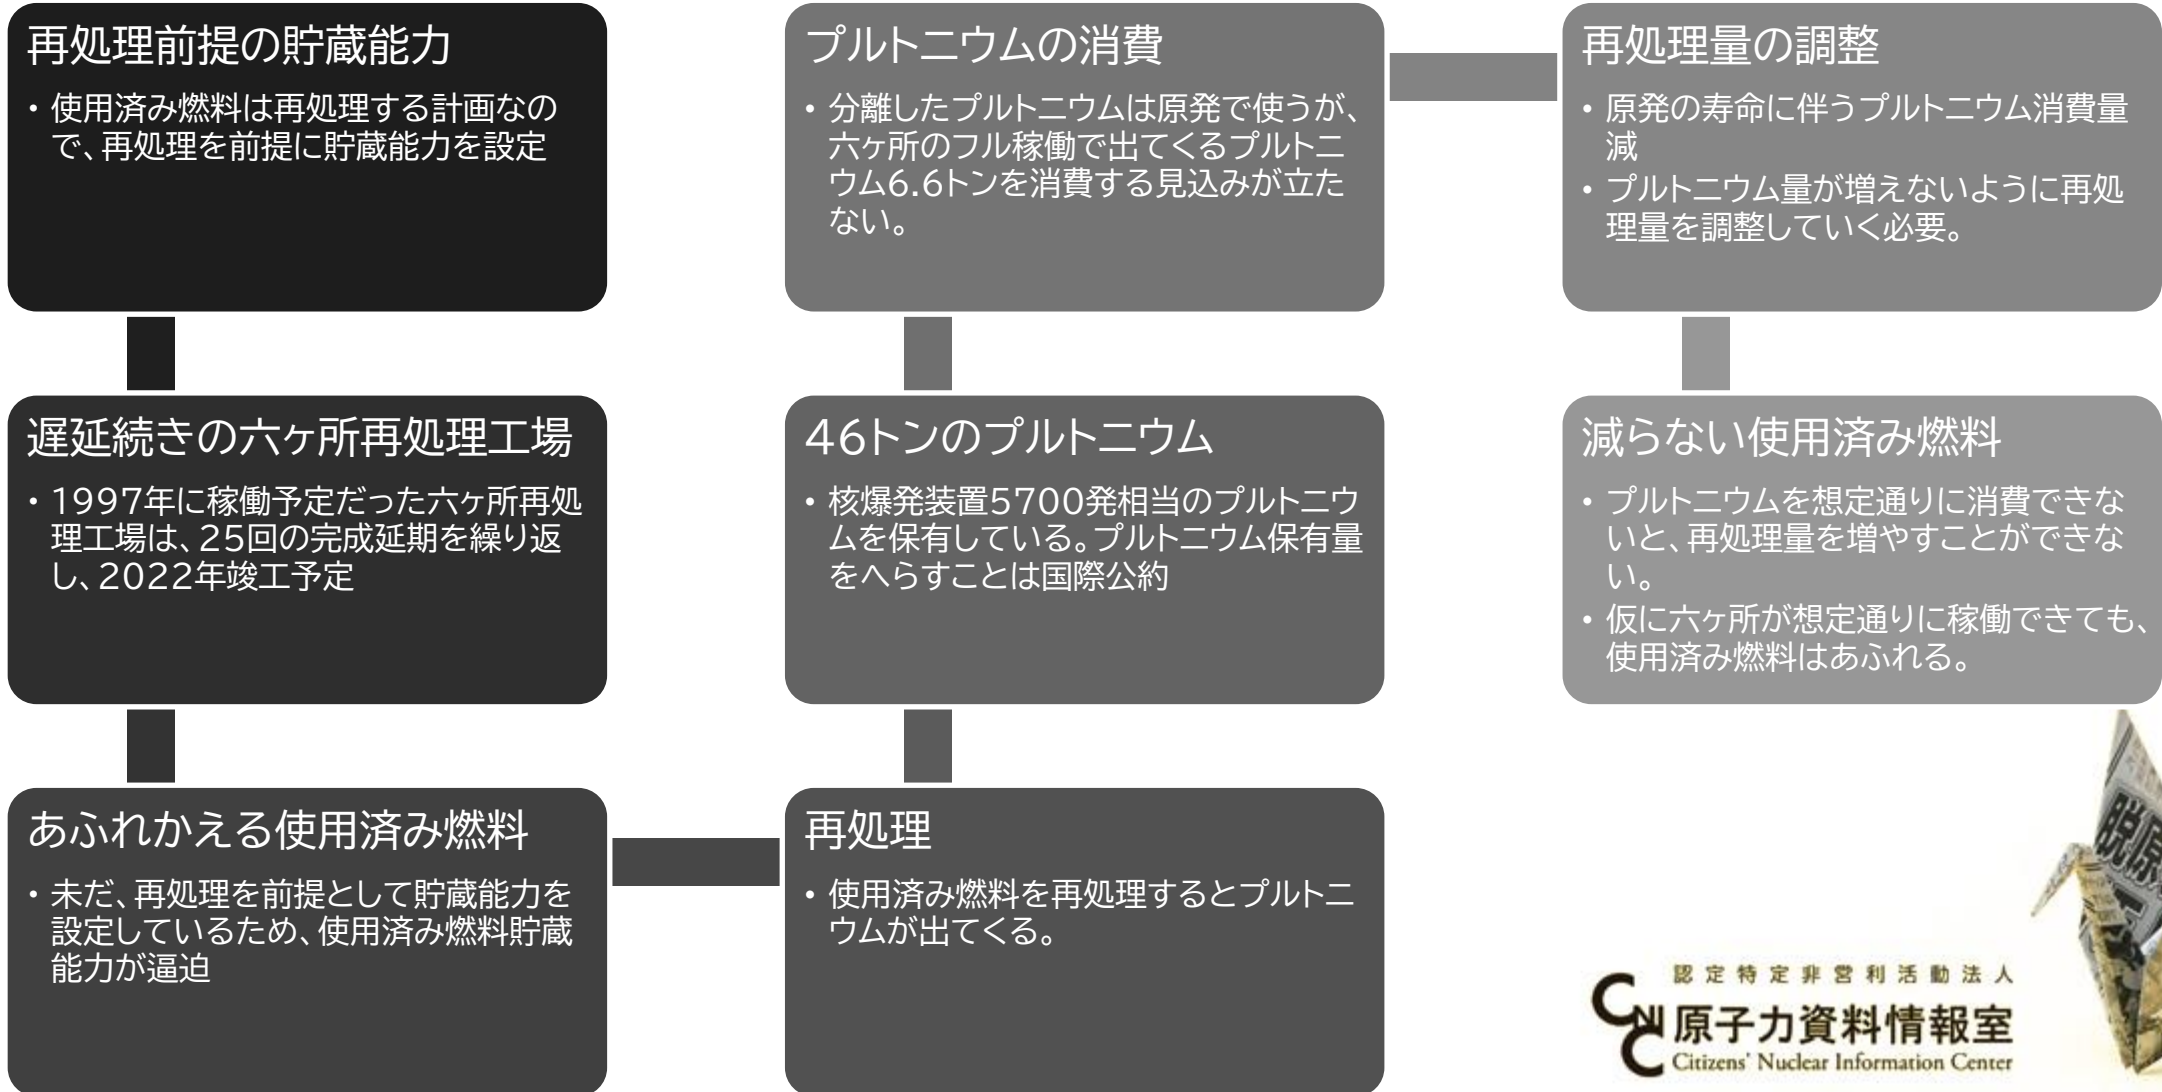 再処理前提の貯蔵能力
・使用済み燃料は再処理する計画なの
で、再処理を前提に貯蔵能力を設定
遅延続きの六ヶ所再処理工場
・1997年に稼働予定だった六ヶ所再処
理工場は、25回の完成延期を繰り返
し、2022年竣工予定
あふれかえる使用済み燃料
・未だ、再処理を前提として貯蔵能力を
設定しているため、使用済み燃料貯蔵
能力が逼迫
再処理
・使用済み燃料を再処理するとプルトニ
ウムが出てくる。
46トンのプルトニウム
・核爆発装置5700発相当のプルトニウ
ムを保有している。プルトニウム保有量
をへらすことは国際公約
プルトニウムの消費
・分離したプルトニウムは原発で使うが、
六ヶ所のフル稼働で出てくるプルトニ
ウム6.6トンを消費する見込みが立た
ない。
再処理量の調整
・原発の寿命に伴うプルトニウム消費量
減
・プルトニウム量が増えないように再処
理量を調整していく必要。
減らない使用済み燃料
・プルトニウムを想定通りに消費できな
いと、再処理量を増やすことができな
い。
・仮に六ヶ所が想定通りに稼働できても、
使用済み燃料はあふれる。
認定特定非営利活動法人
CNIC 原子力資料情報室
Citizens' Nuclear Information Center